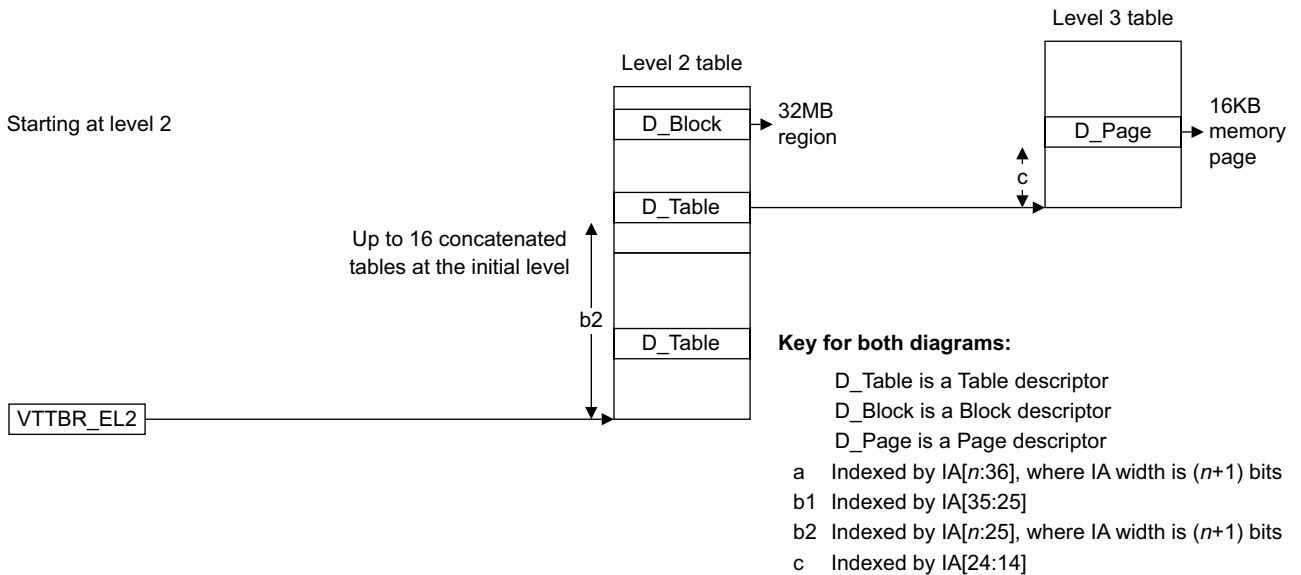 Level 3 table
Level 2 table
Starting at level 2
D_Block
32MB
region
D_Page
16KB
memory
page
c
D_Table
Up to 16 concatenated
tables at the initial level
b2
D_Table
VTTBR_EL2
Key for both diagrams:
D_Table is a Table descriptor
D_Block is a Block descriptor
D_Page is a Page descriptor
a Indexed by IA[n:36], where IA width is (n+1) bits
b1 Indexed by IA[35:25]
b2 Indexed by IA[n:25], where IA width is (n+1) bits
c Indexed by IA[24:14]